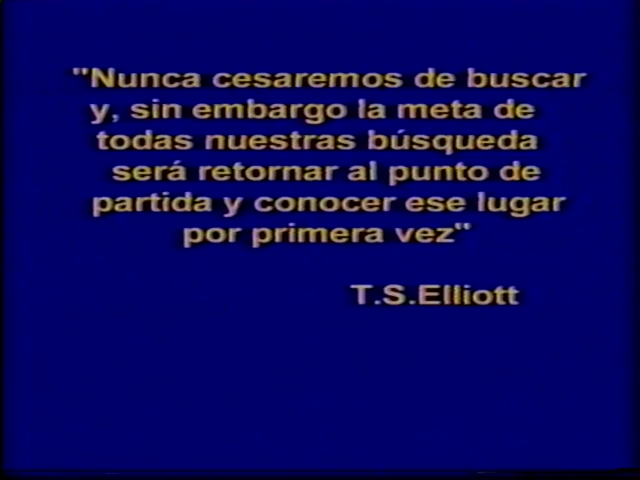 "Nunca cesaremos de buscar
y, sin embargo la meta de
todas nuestras búsqueda
será retornar al punto de
partida y conocer ese lugar
por primera vez"
T.S.Elliott